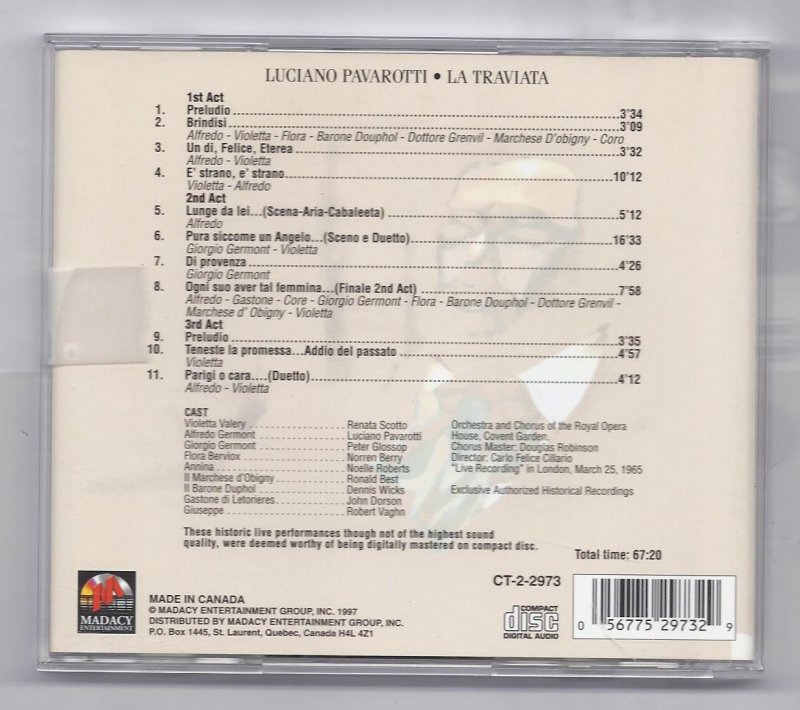 LUCIANO PAVAROTTI • LA TRAVIATA
1st Act
1. Preludio 3'34
2. Brindisi 3'09
Alfredo - Violetta - Flora - Barone Douphol - Dottore Grenvil - Marchese D'obigny - Coro
3. Un di, Felice, Eterea 3'32
Alfredo - Violetta
4. E' strano, e' strano 10'12
Violetta - Alfredo
2nd Act
5. Lunge da lei...(Scena-Aria-Cabaleeta) 5'12
Alfredo
6. Pura siccome un Angelo...(Sceno e Duetto) 16'33
Giorgio Germont - Violetta
7. Di provenza 4'26
Giorgio Germont
8. Ogni suo aver tal femmina...(Finale 2nd Act) 7'58
Alfredo - Gastone - Core - Giorgio Germont - Flora - Barone Douphol - Dottore Grenvil -
Marchese d' Obigny - Violetta
3rd Act
9. Preludio 3'35
10. Teneste la promessa...Addio del passato 4'57
Violetta
11. Parigi o cara....(Duetto) 4'12
Alfredo - Violetta
CAST
Violetta Valery Renata Scotto
Alfredo Germont Luciano Pavarotti
Giorgio Germont Peter Glossop
Flora Berviox Norren Berry
Annina Noelle Roberts
Il Marchese d'Obigny Ronald Best
Il Barone Duphol Dennis Wicks
Gastone di Letorieres John Dorson
Giuseppe Robert Vaghn
Orchestra and Chorus of the Royal Opera
House, Covent Garden.
Chorus Master: Douglas Robinson
Director: Carlo Felice Cillario
"Live Recording" in London, March 25, 1965
Exclusive Authorized Historical Recordings
These historic live performances though not of the highest sound
quality, were deemed worthy of being digitally mastered on compact disc.
Total time: 67:20
MADACY
ENTERTAINMENT
MADE IN CANADA
© MADACY ENTERTAINMENT GROUP, INC. 1997
DISTRIBUTED BY MADACY ENTERTAINMENT GROUP, INC.
P.O. Box 1445, St. Laurent, Quebec, Canada H4L 4Z1
CT-2-2973
COMPACT
disc
DIGITAL AUDIO
0 56775 29732 9